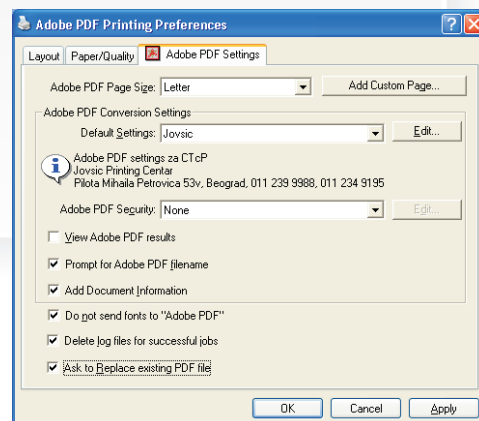 Adobe PDF Printing Preferences
Layout Paper/Quality Adobe PDF Settings
Adobe PDF Page Size: Letter Add Custom Page...
Adobe PDF Conversion Settings
Default Settings: Jovsic Edit...
Adobe PDF settings za CTcP
Jovsic Printing Centar
Pilota Mihaila Petrovica 53v, Beograd, 011 239 9988, 011 234 9195
Adobe PDF Security: None Edit...
View Adobe PDF results
Prompt for Adobe PDF filename
Add Document Information
Do not send fonts to "Adobe PDF"
Delete log files for successful jobs
Ask to Replace existing PDF file
OK Cancel Apply